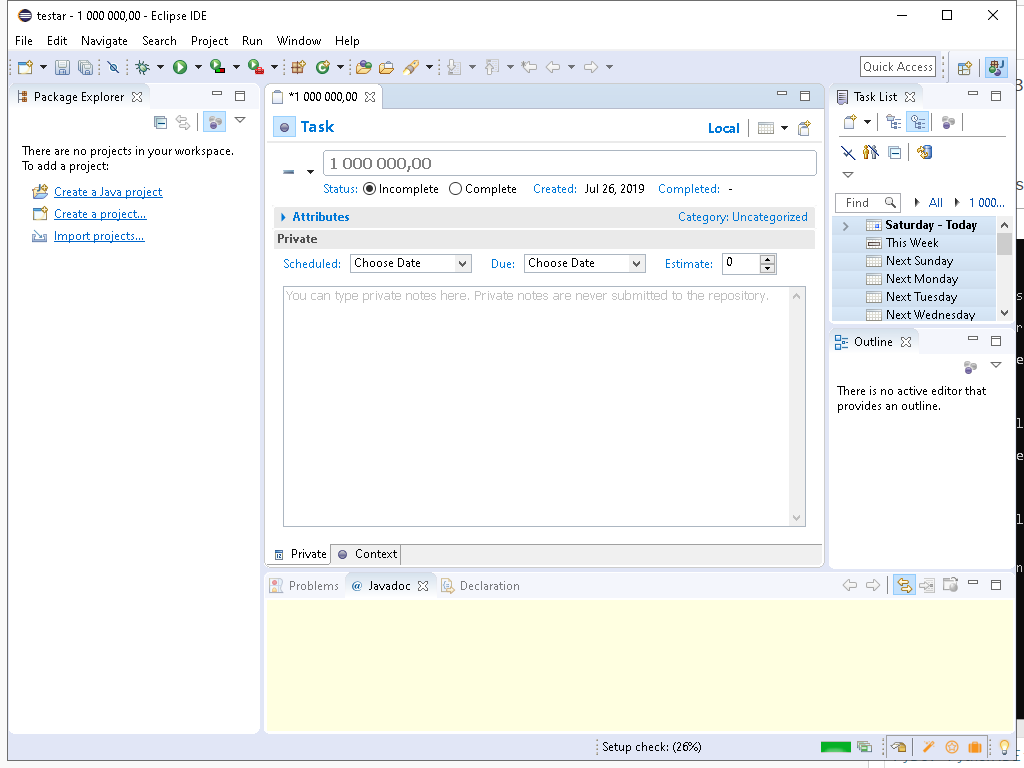 testar - 1 000 000,00 - Eclipse IDE
File Edit Navigate Search Project Run Window Help
Quick Access
Package Explorer
There are no projects in your workspace.
To add a project:
Create a Java project
Create a project...
Import projects...
*1 000 000,00
Task
Local
1 000 000,00
Status: Incomplete Complete Created: Jul 26, 2019 Completed: -
Attributes
Category: Uncategorized
Private
Scheduled: Choose Date Due: Choose Date Estimate: 0
You can type private notes here. Private notes are never submitted to the repository.
Private Context
Task List
Find All 1 000...
Saturday - Today
This Week
Next Sunday
Next Monday
Next Tuesday
Next Wednesday
Outline
There is no active editor that
provides an outline.
Problems @ Javadoc Declaration
Setup check: (26%)